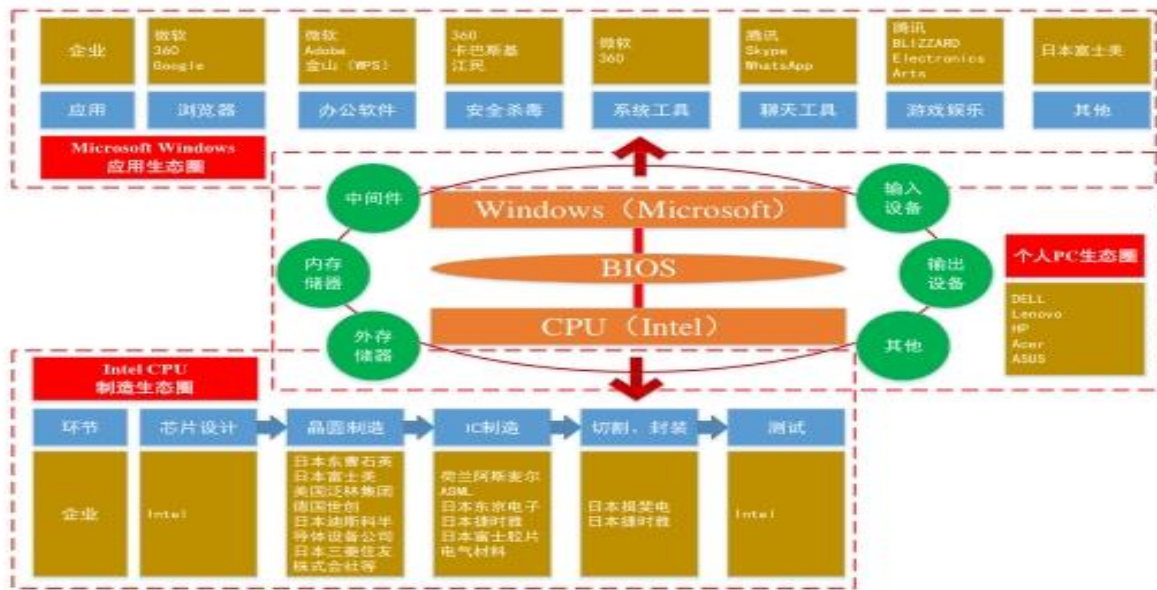 企业
微软
360
Google
微软
Adobe
金山（WPS）
360
卡巴斯基
江民
微软
360
腾讯
Skype
WhatsApp
腾讯
BLIZZARD
Electronics
Arts
日本富士美
应用
浏览器
办公软件
安全杀毒
系统工具
聊天工具
游戏娱乐
其他
Microsoft Windows
应用生态圈
中间件
内存
储器
外存
储器
Windows（Microsoft）
BIOS
CPU（Intel）
输入
设备
输出
设备
其他
个人PC生态圈
DELL
Lenovo
HP
Acer
ASUS
Intel CPU
制造生态圈
环节
芯片设计
晶圆制造
IC制造
切割、封装
测试
企业
Intel
日本东曹石英
日本富士美
美国泛林集团
德国世创
日本迪斯科半
导体设备公司
日本三菱住友
株式会社等
荷兰阿斯麦尔
ASML
日本东京电子
日本捷时雅
日本富士胶片
电气材料
日本揖斐电
日本捷时雅
Intel